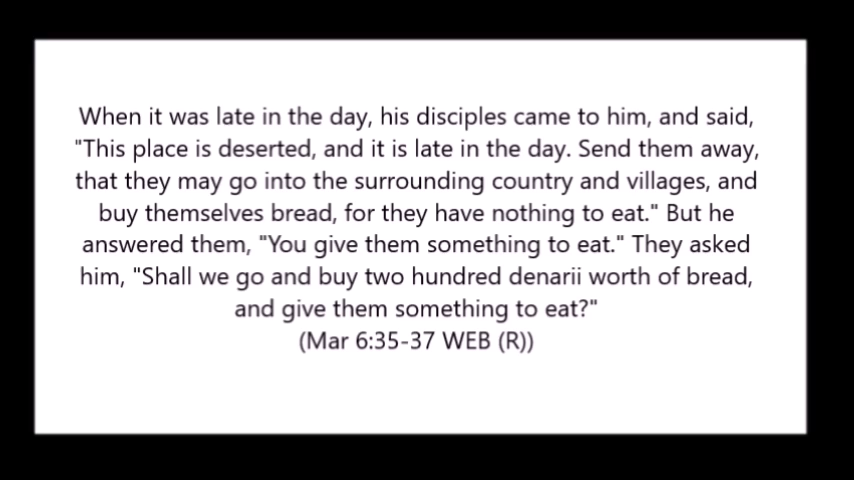 When it was late in the day, his disciples came to him, and said,
"This place is deserted, and it is late in the day. Send them away,
that they may go into the surrounding country and villages, and
buy themselves bread, for they have nothing to eat." But he
answered them, "You give them something to eat." They asked
him, "Shall we go and buy two hundred denarii worth of bread,
and give them something to eat?"
(Mar 6:35-37 WEB (R))